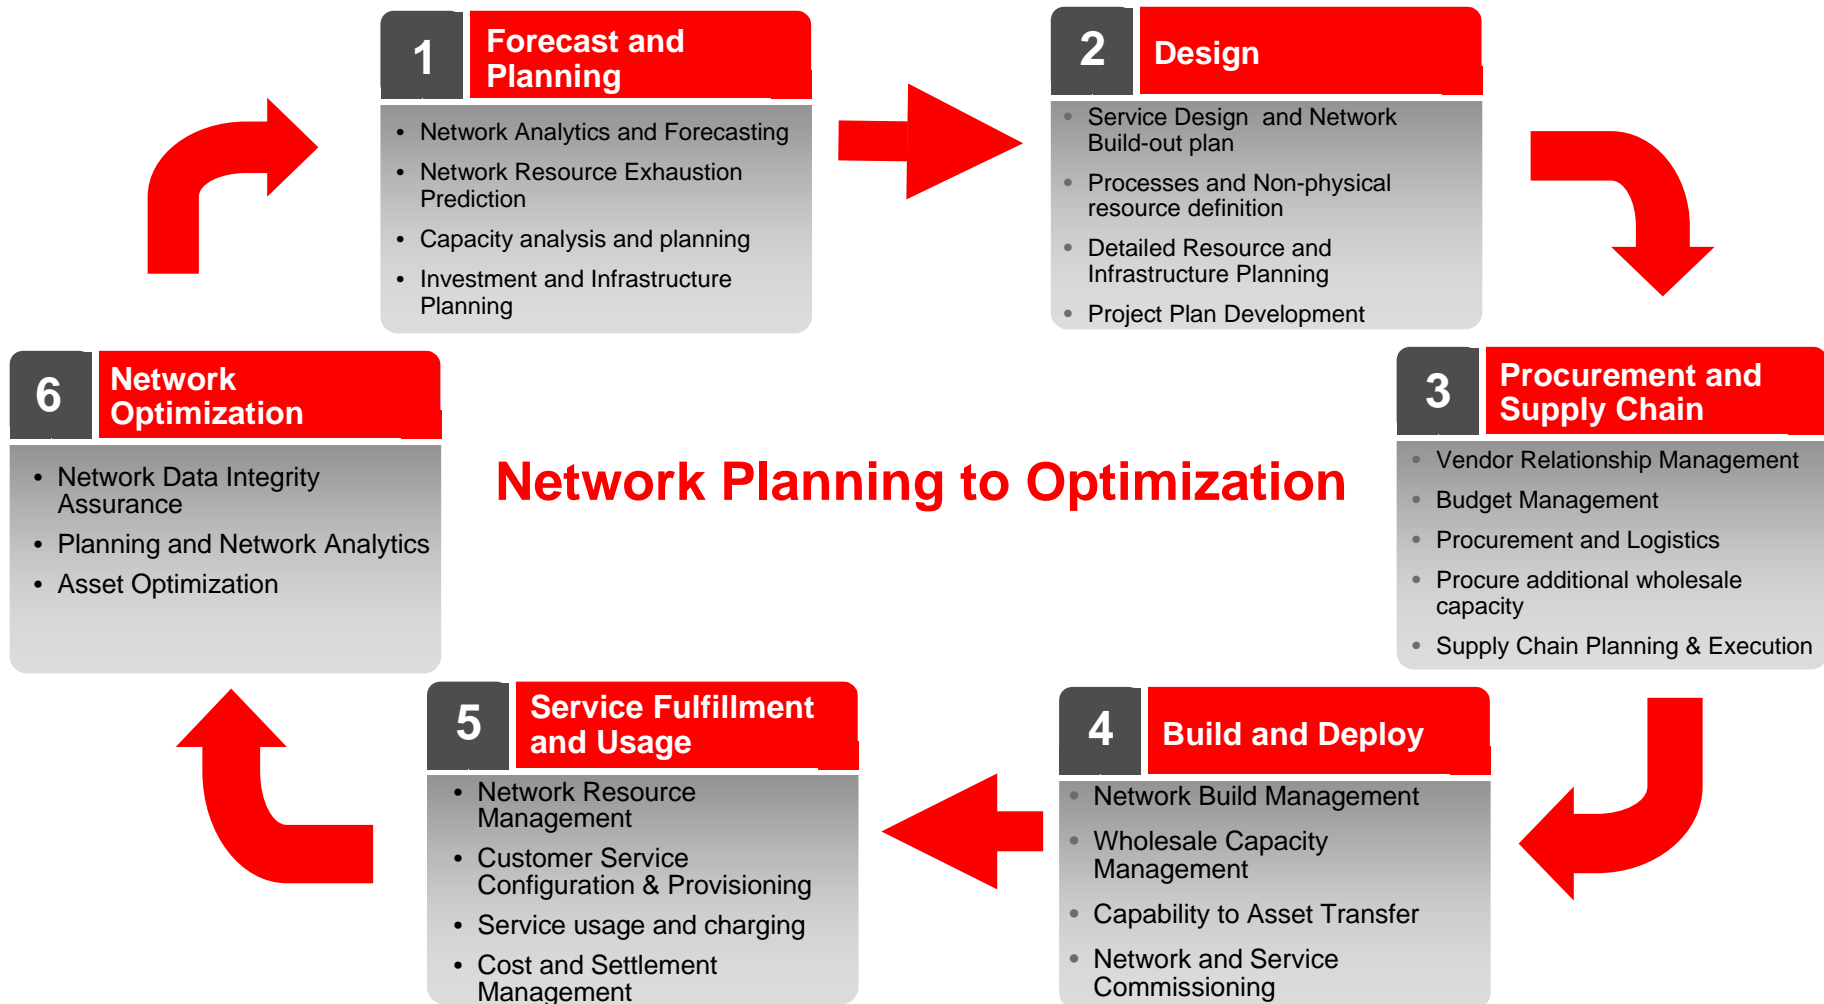 1
Forecast and
Planning
• Network Analytics and Forecasting
• Network Resource Exhaustion
Prediction
• Capacity analysis and planning
• Investment and Infrastructure
Planning
2
Design
• Service Design and Network
Build-out plan
• Processes and Non-physical
resource definition
• Detailed Resource and
Infrastructure Planning
• Project Plan Development
3
Procurement and
Supply Chain
• Vendor Relationship Management
• Budget Management
• Procurement and Logistics
• Procure additional wholesale
capacity
• Supply Chain Planning & Execution
4
Build and Deploy
• Network Build Management
• Wholesale Capacity
Management
• Capability to Asset Transfer
• Network and Service
Commissioning
5
Service Fulfillment
and Usage
• Network Resource
Management
• Customer Service
Configuration & Provisioning
• Service usage and charging
• Cost and Settlement
Management
6
Network
Optimization
• Network Data Integrity
Assurance
• Planning and Network Analytics
• Asset Optimization
Network Planning to Optimization